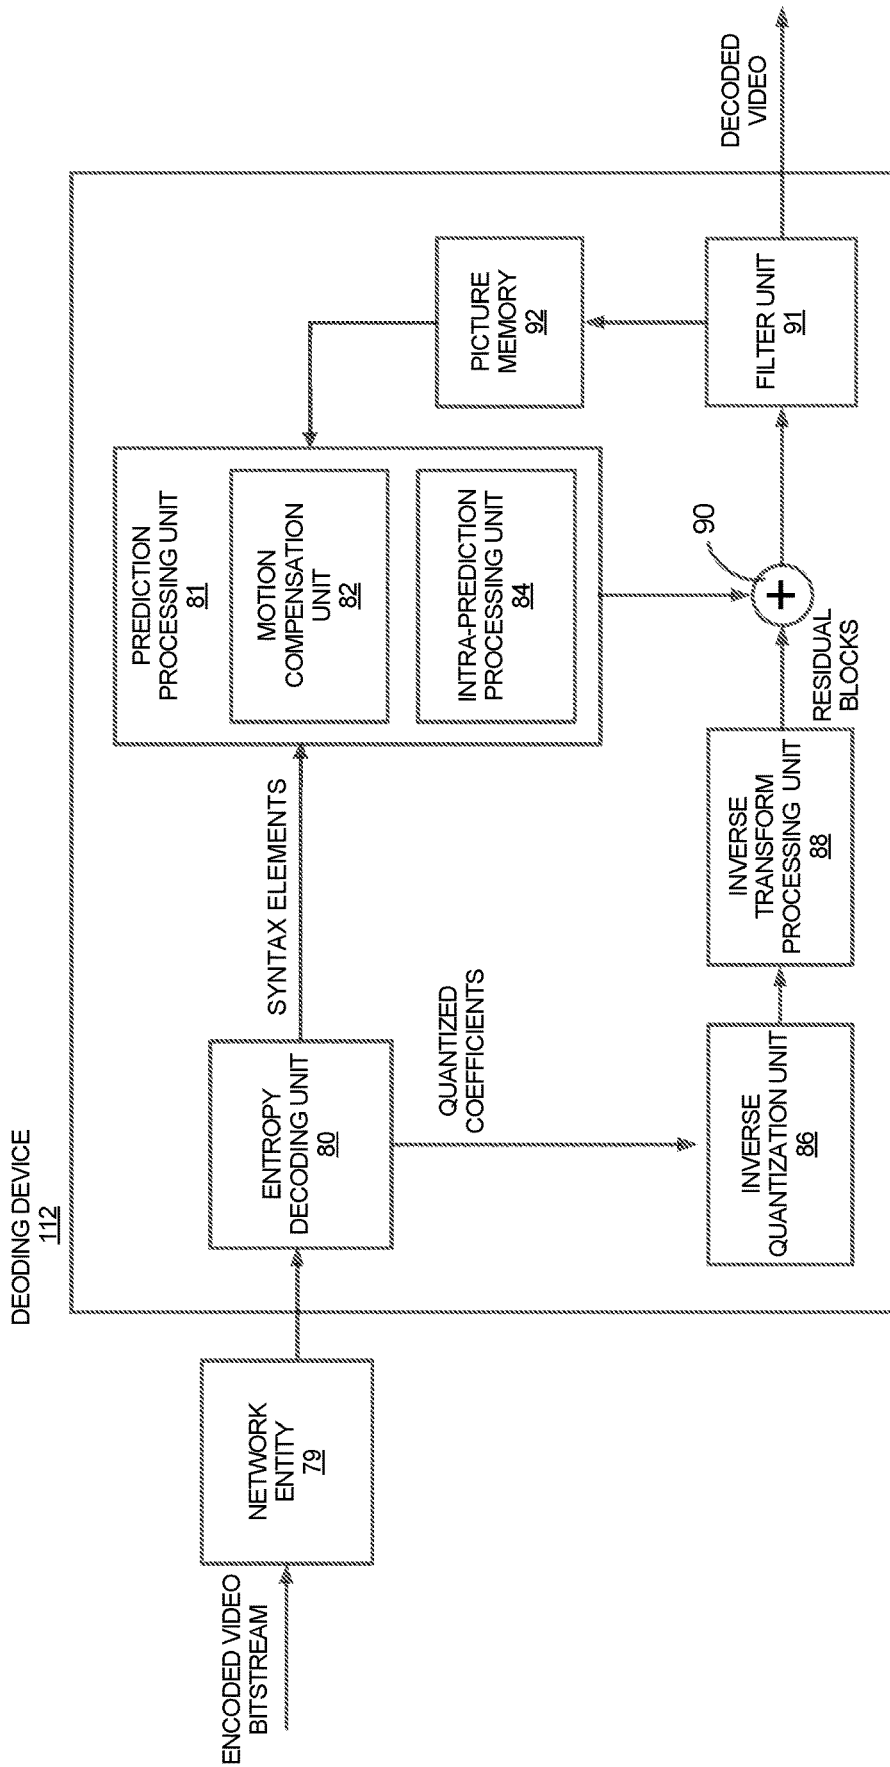 DEODING DEVICE
112
ENCODED VIDEO
BITSTREAM
NETWORK
ENTITY
79
ENTROPY
DECODING UNIT
80
SYNTAX ELEMENTS
QUANTIZED
COEFFICIENTS
PREDICTION
PROCESSING UNIT
81
MOTION
COMPENSATION
UNIT
82
INTRA-PREDICTION
PROCESSING UNIT
84
INVERSE
QUANTIZATION UNIT
86
INVERSE
TRANSFORM
PROCESSING UNIT
88
RESIDUAL
BLOCKS
90
+
PICTURE
MEMORY
92
FILTER UNIT
91
DECODED
VIDEO